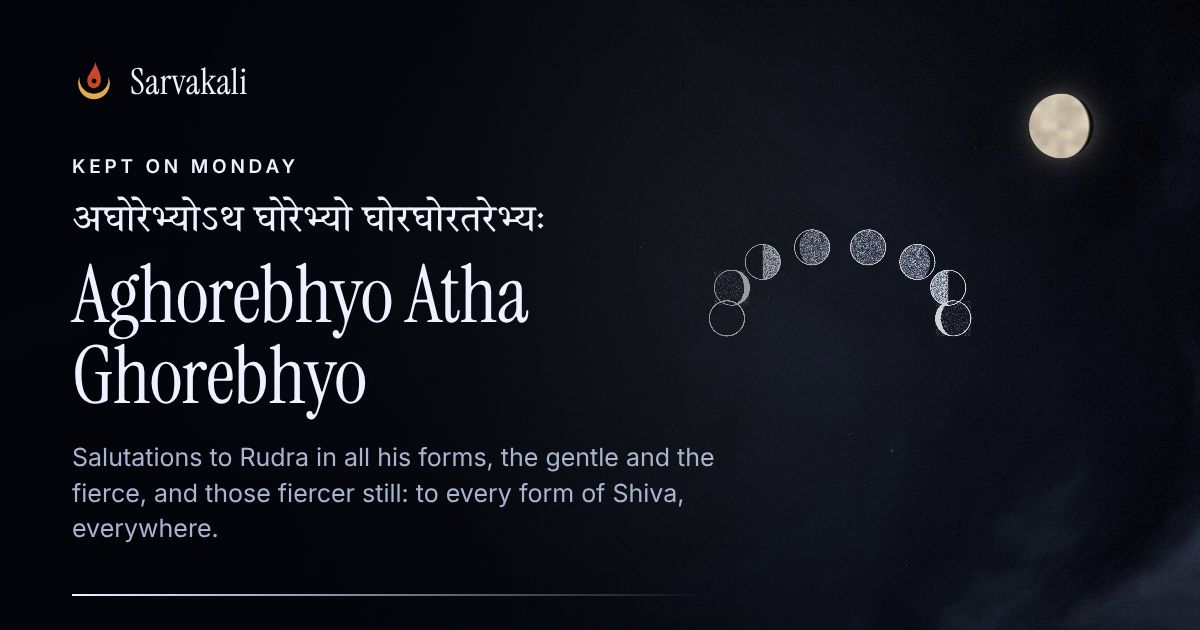 Sarvakali
KEPT ON MONDAY
अघोरेभ्योऽथ घोरेभ्यो घोरघोरतरेभ्यः
Aghorebhyo Atha
Ghorebhyo
Salutations to Rudra in all his forms, the gentle and the
fierce, and those fiercer still: to every form of Shiva,
everywhere.